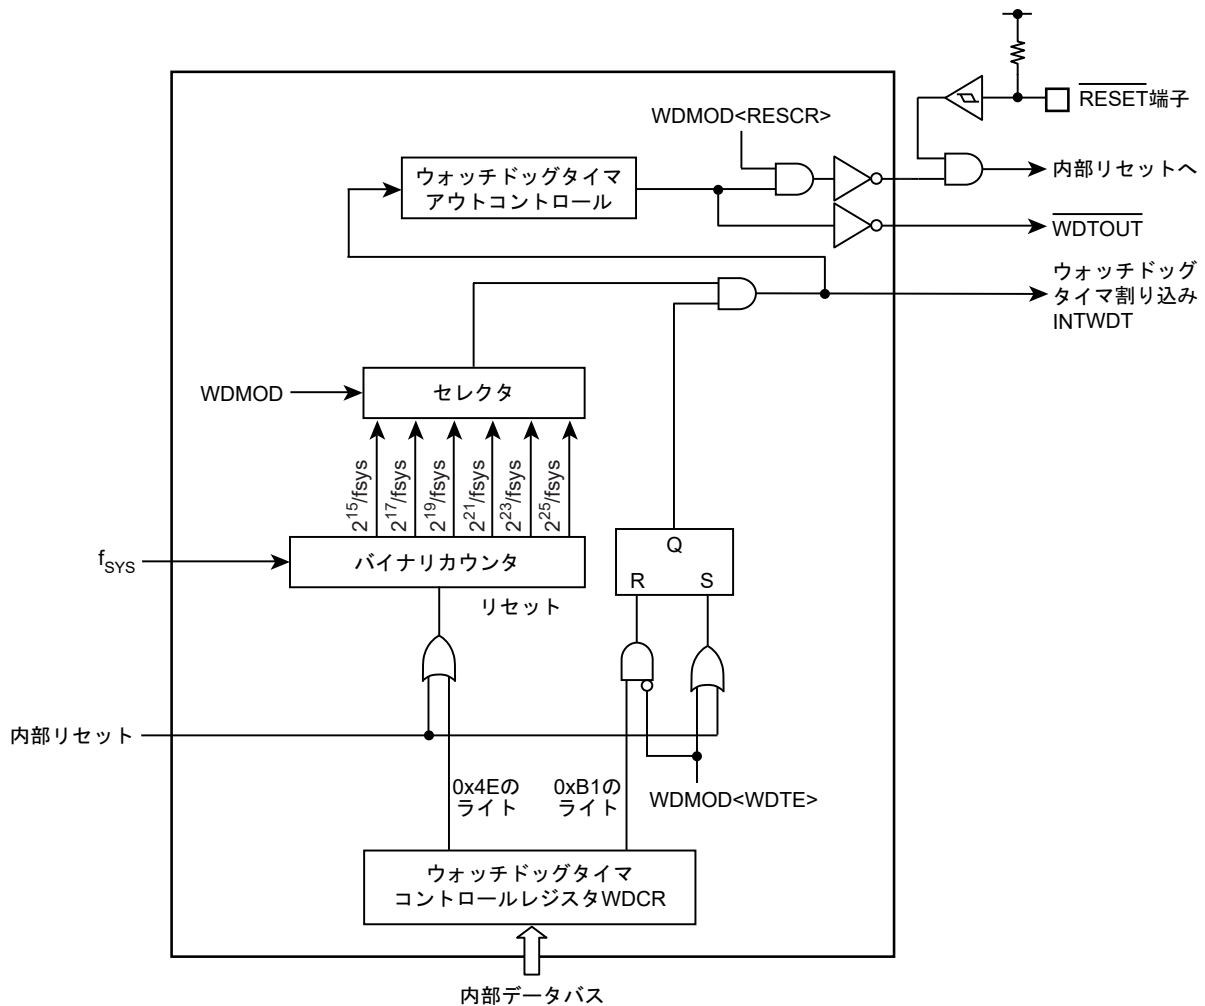 RESET端子
WDMOD<RESCR>
ウォッチドッグタイマ
アウトコントロール
内部リセットへ
WDTOUT
ウォッチドッグ
タイマ割り込み
INTWDT
WDMOD
セレクタ
2^15/fsys
2^17/fsys
2^19/fsys
2^21/fsys
2^23/fsys
2^25/fsys
fSYS
バイナリカウンタ
リセット
Q
R S
内部リセット
0x4Eの
ライト
0xB1の
ライト
WDMOD<WDTE>
ウォッチドッグタイマ
コントロールレジスタWDCR
内部データバス